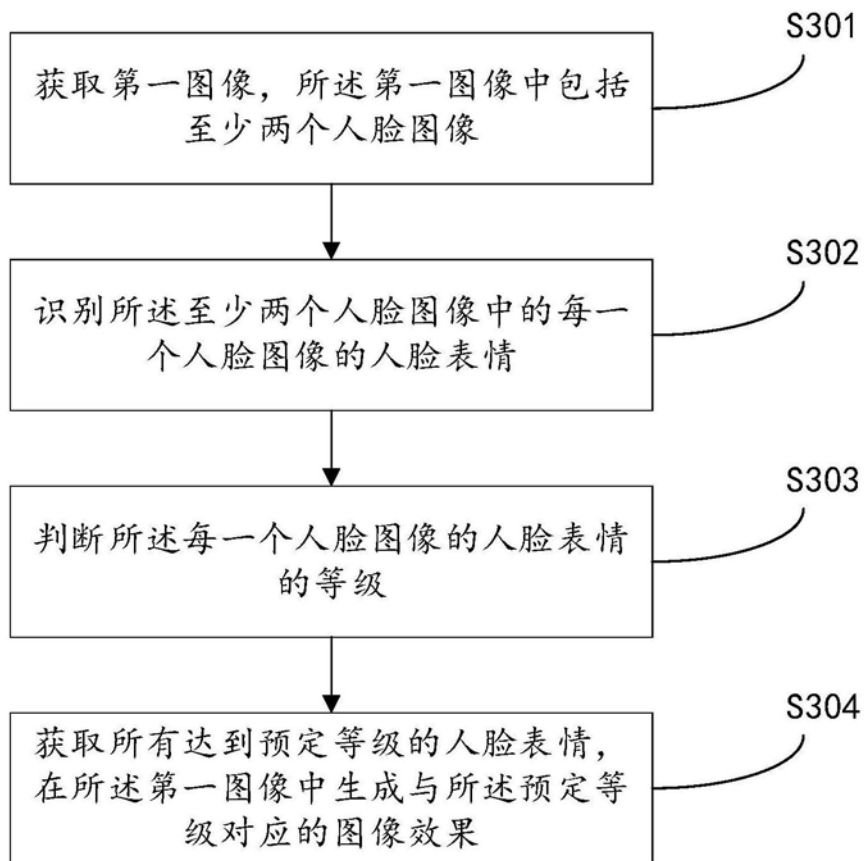 S301
获取第一图像，所述第一图像中包括
至少两个人脸图像
S302
识别所述至少两个人脸图像中的每一
个人脸图像的人脸表情
S303
判断所述每一个人脸图像的人脸表情
的等级
S304
获取所有达到预定等级的人脸表情，
在所述第一图像中生成与所述预定等
级对应的图像效果